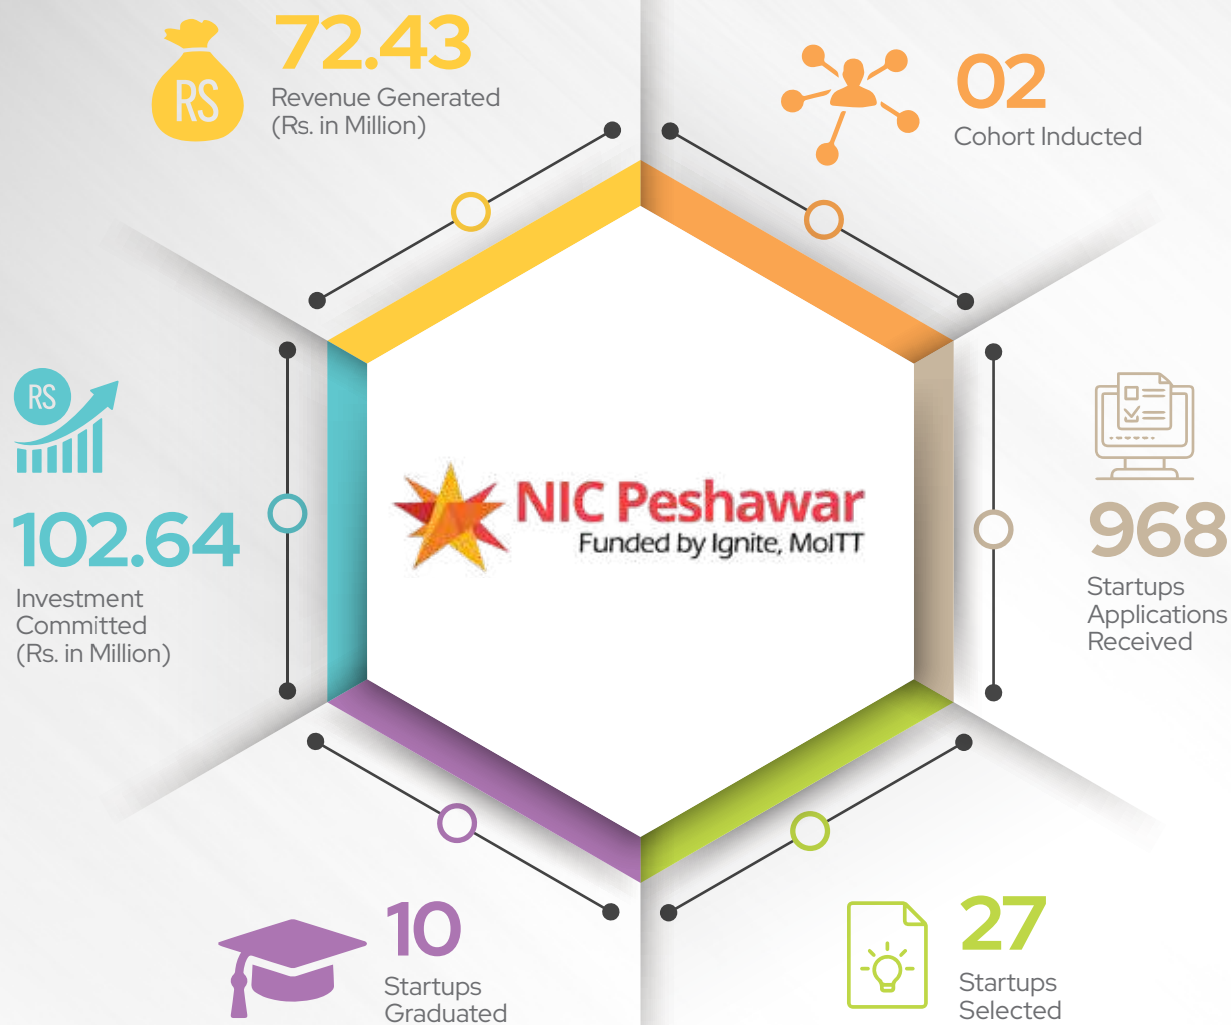 RS
72.43
Revenue Generated
(Rs. in Million)
02
Cohort Inducted
RS
102.64
Investment
Committed
(Rs. in Million)
NIC Peshawar
Funded by Ignite, MoITT
968
Startups
Applications
Received
10
Startups
Graduated
27
Startups
Selected